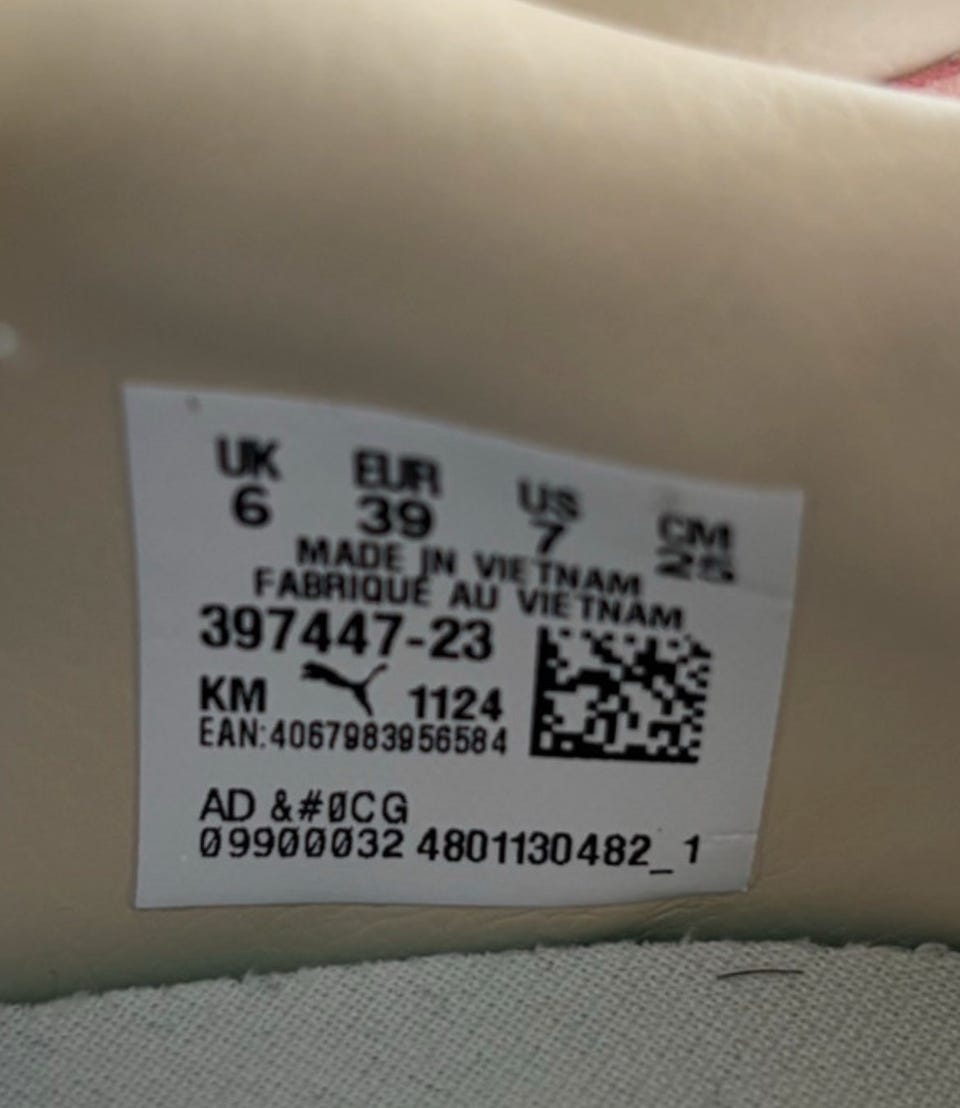 UK EUR US CM
6 39 7 25
MADE IN VIETNAM
FABRIQUE AU VIETNAM
397447-23
KM 1124
EAN:4067983956584
AD &#0CG
09900032 4801130482_1